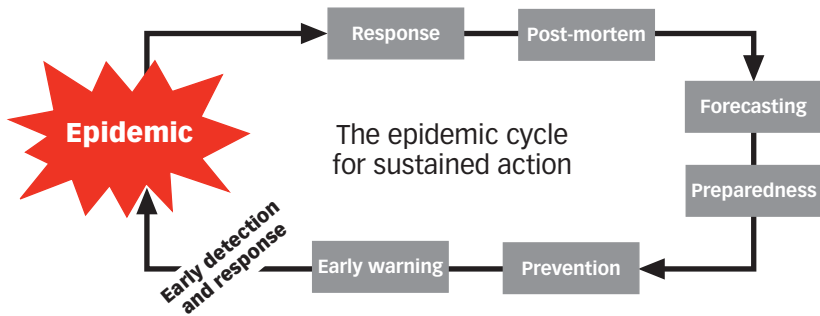 Response
Post-mortem
Forecasting
Epidemic
The epidemic cycle
for sustained action
Preparedness
Early detection
and response
Early warning
Prevention